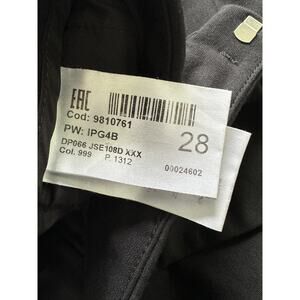 EAC
Cod: 9810761
PW: IPG4B
28
DP066 JSE108D XXX
Col. 999 P. 1312
00024602